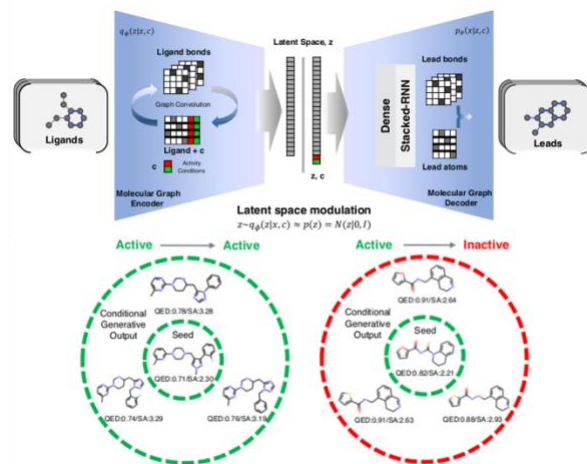 qϕ(z|x,c)
Latent Space, z
pθ(z|z,c)
Ligand bonds
Lead bonds
Graph Convolution
Dense
Stacked-RNN
Ligands
Leads
Ligand + c
c
Activity
Conditions
Lead atoms
Molecular Graph
Encoder
z, c
Molecular Graph
Decoder
Latent space modulation
z~qϕ(z|x,c) ≈ p(z) = N(z|0,I)
Active
Active
Active
Inactive
QED:0.78/SA:3.28
QED:0.91/SA:2.64
Conditional
Generative
Output
Seed
Conditional
Generative
Output
Seed
QED:0.71/SA:2.30
QED:0.82/SA:2.21
QED:0.74/SA:3.29
QED:0.76/SA:3.19
QED:0.91/SA:2.63
QED:0.88/SA:2.93